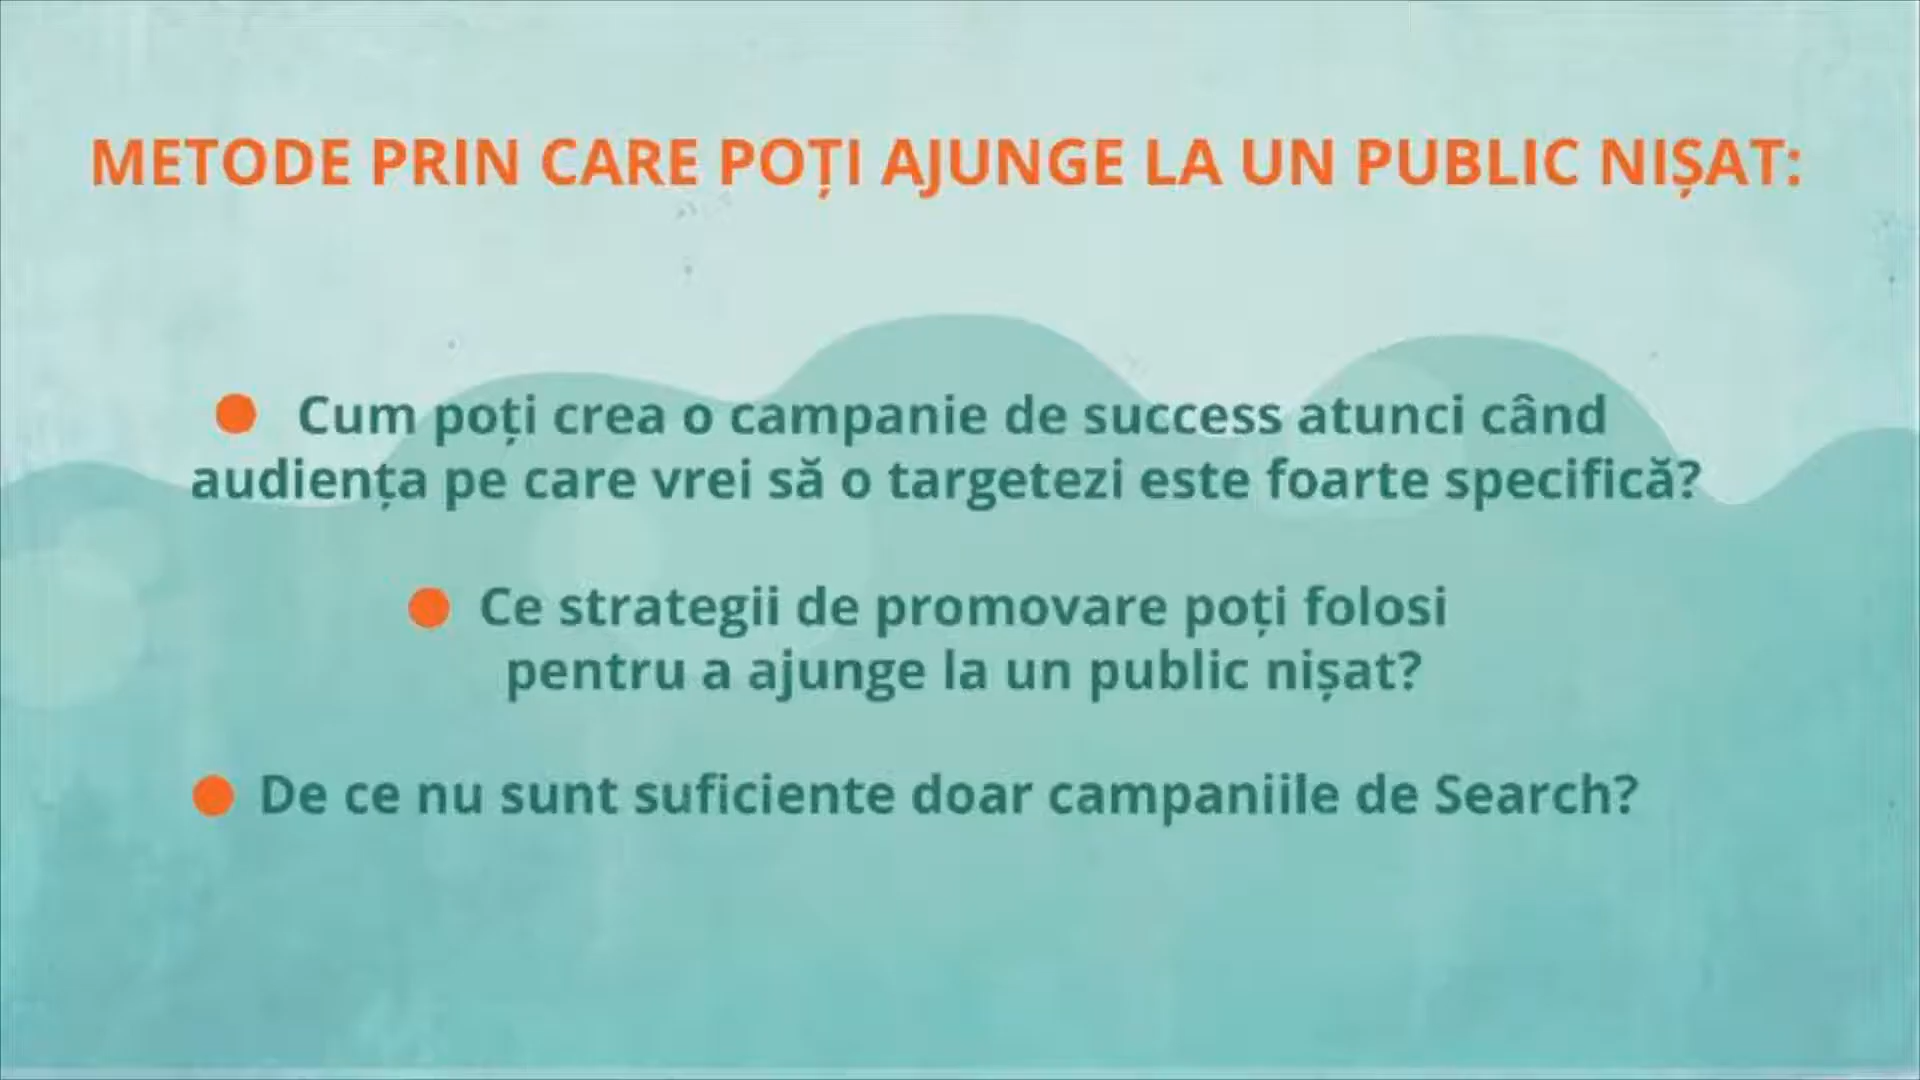 METODE PRIN CARE POȚI AJUNGE LA UN PUBLIC NIȘAT:
Cum poți crea o campanie de success atunci când
audiența pe care vrei să o targetezi este foarte specifică?
Ce strategii de promovare poți folosi
pentru a ajunge la un public nișat?
De ce nu sunt suficiente doar campaniile de Search?